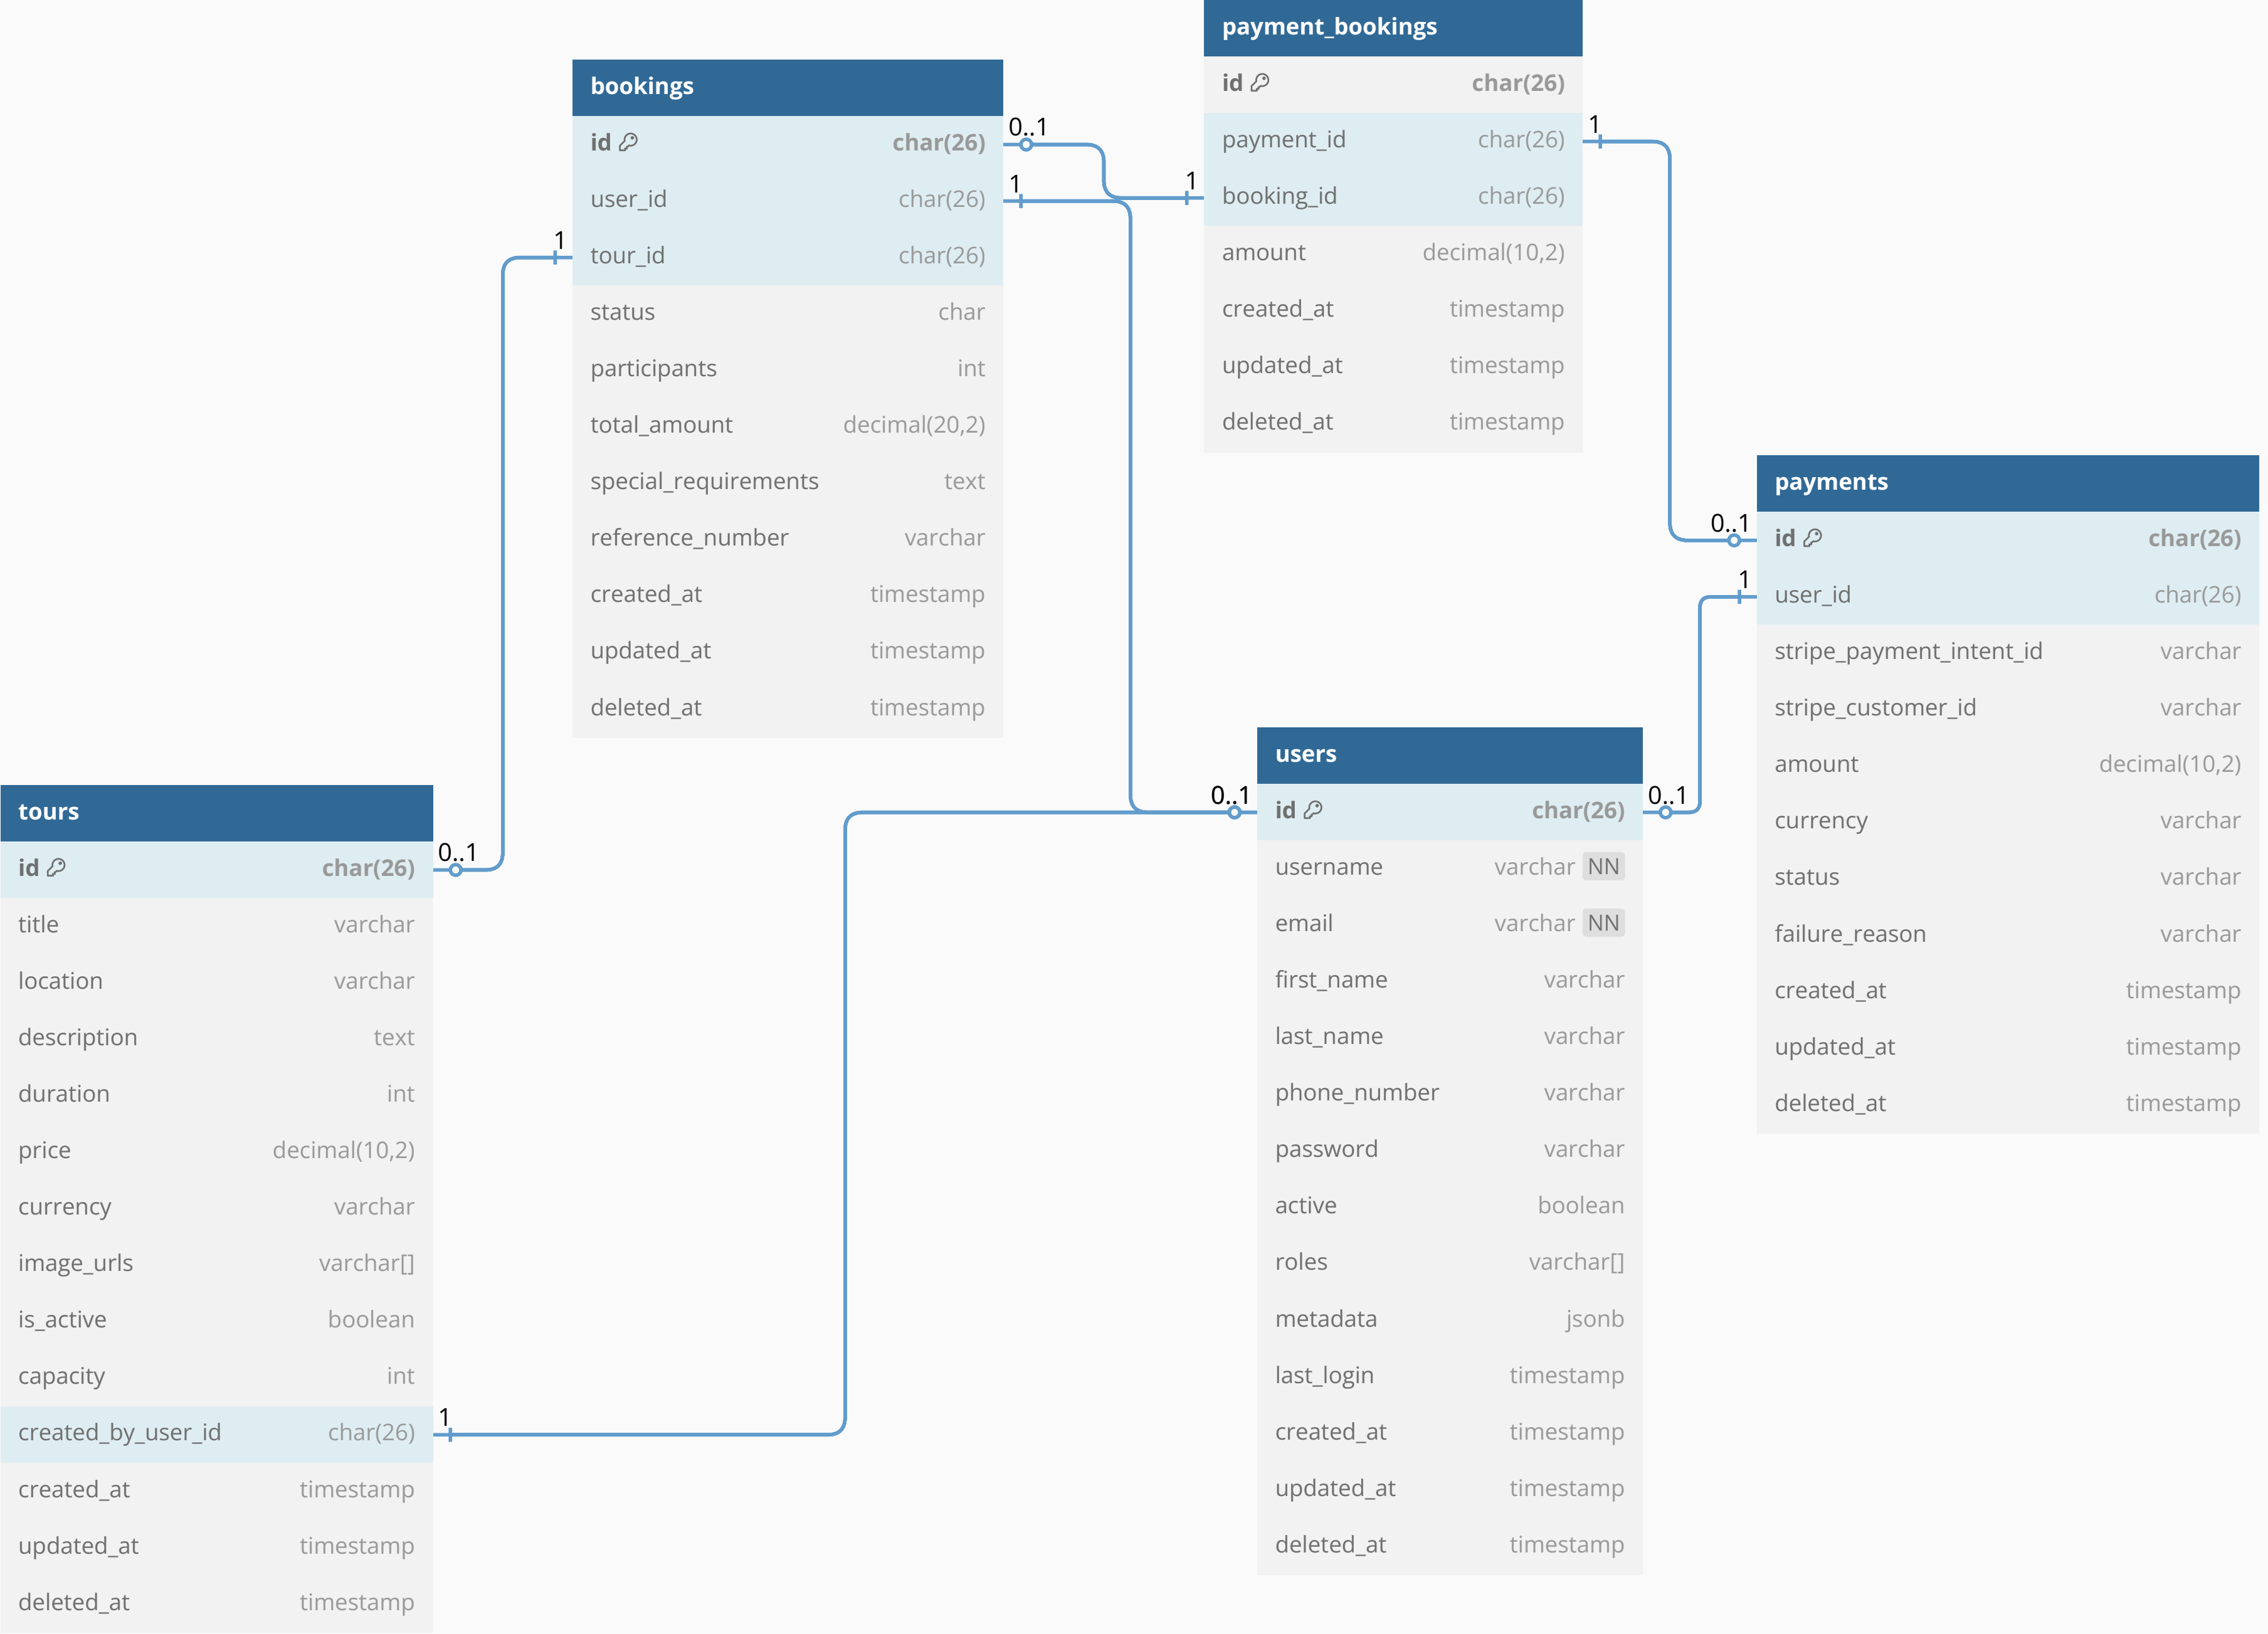 payment_bookings
id char(26)
payment_id char(26)
booking_id char(26)
amount decimal(10,2)
created_at timestamp
updated_at timestamp
deleted_at timestamp
1
1
bookings
id char(26)
user_id char(26)
tour_id char(26)
status char
participants int
total_amount decimal(20,2)
special_requirements text
reference_number varchar
created_at timestamp
updated_at timestamp
deleted_at timestamp
0..1
1
1
payments
id char(26)
user_id char(26)
stripe_payment_intent_id varchar
stripe_customer_id varchar
amount decimal(10,2)
currency varchar
status varchar
failure_reason varchar
created_at timestamp
updated_at timestamp
deleted_at timestamp
0..1
1
users
id char(26)
username varchar NN
email varchar NN
first_name varchar
last_name varchar
phone_number varchar
password varchar
active boolean
roles varchar[]
metadata jsonb
last_login timestamp
created_at timestamp
updated_at timestamp
deleted_at timestamp
0..1
0..1
tours
id char(26)
title varchar
location varchar
description text
duration int
price decimal(10,2)
currency varchar
image_urls varchar[]
is_active boolean
capacity int
created_by_user_id char(26)
created_at timestamp
updated_at timestamp
deleted_at timestamp
0..1
1